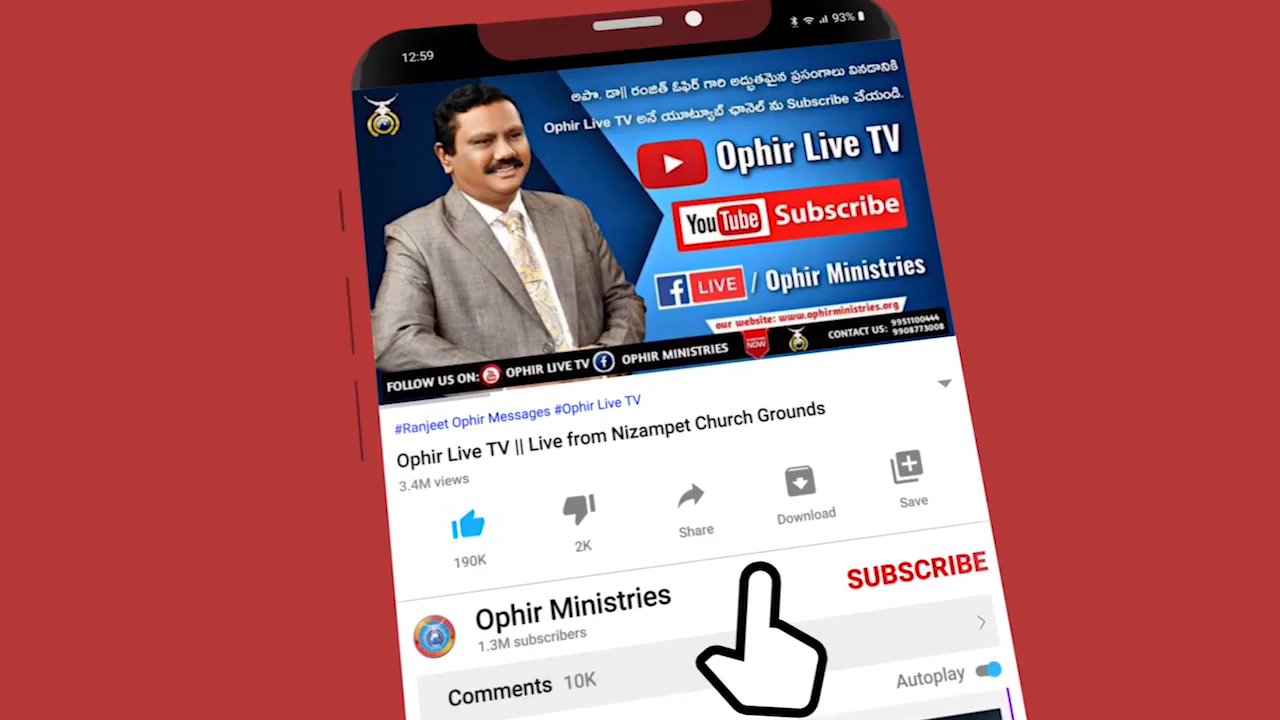 12:59
93%
అపొ. డా|| రంజిత్ ఓఫిర్ గారి అద్భుతమైన ప్రసంగాలు వినడానికి
Ophir Live TV అనే యూట్యూబ్ ఛానెల్ ను Subscribe చేయండి.
Ophir Live TV
YouTube Subscribe
f LIVE / Ophir Ministries
our website: www.ophirministries.org
FOLLOW US ON: OPHIR LIVE TV f OPHIR MINISTRIES SUBSCRIBE NOW CONTACT US: 9951100444
9908773008
#Ranjeet Ophir Messages #Ophir Live TV
Ophir Live TV || Live from Nizampet Church Grounds
3.4M views
190K
2K
Share
Download
Save
Ophir Ministries
SUBSCRIBE
1.3M subscribers
Comments 10K
Autoplay